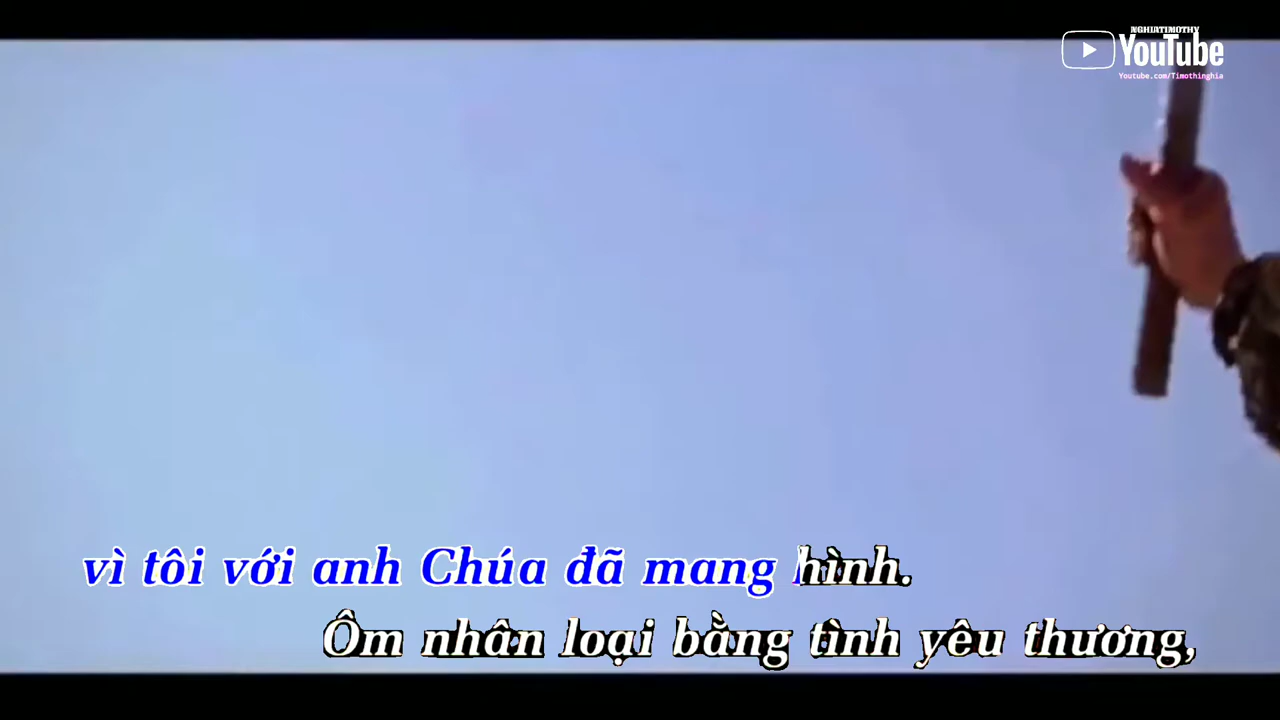 NGHIATIMOTHY
YouTube
Youtube.com/Timothinghia
vì tôi với anh Chúa đã mang hình.
Ôm nhân loại bằng tình yêu thương,